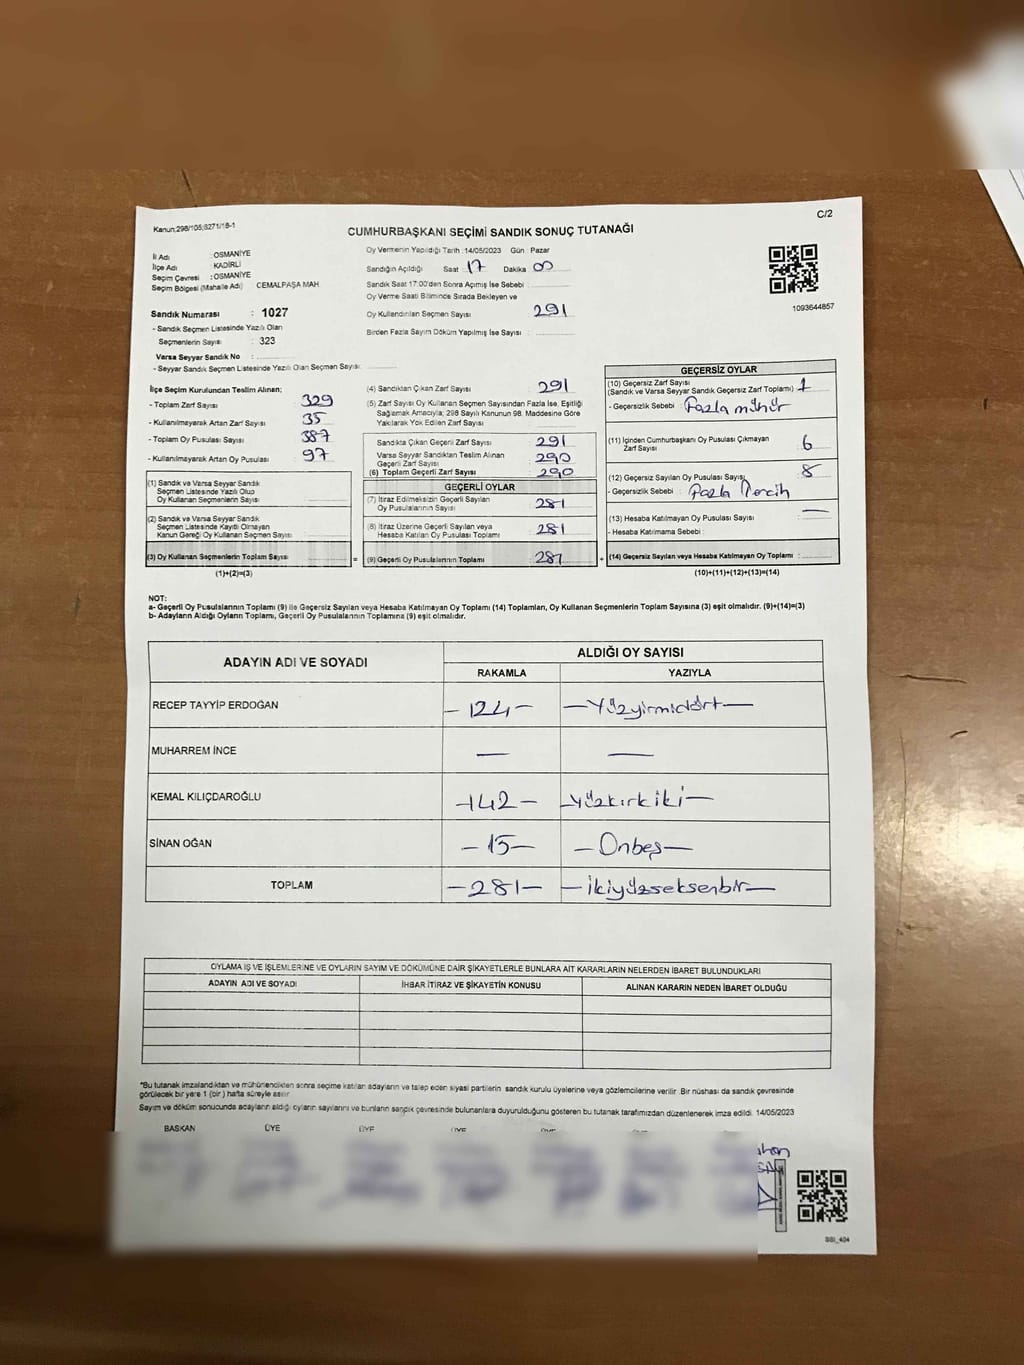 Kanun;298/105;6271/18-1
C/2
CUMHURBAŞKANI SEÇİMİ SANDIK SONUÇ TUTANAĞI
İl Adı : OSMANİYE
İlçe Adı : KADİRLİ
Seçim Çevresi : OSMANİYE
Seçim Bölgesi (Mahalle Adı) CEMALPAŞA MAH
Sandık Numarası : 1027
- Sandık Seçmen Listesinde Yazılı Olan
Seçmenlerin Sayısı : 323
Varsa Seyyar Sandık No :
- Seyyar Sandık Seçmen Listesinde Yazılı Olan Seçmen Sayısı:
Oy Vermenin Yapıldığı Tarih :14/05/2023 Gün : Pazar
Sandığın Açıldığı Saat 17 Dakika 00
Sandık Saat 17:00'den Sonra Açılmış İse Sebebi :
Oy Verme Saati Bitiminde Sırada Bekleyen ve
Oy Kullandırılan Seçmen Sayısı 291
Birden Fazla Sayım Döküm Yapılmış İse Sayısı :
1093644857
İlçe Seçim Kurulundan Teslim Alınan;
- Toplam Zarf Sayısı : 329
- Kullanılmayarak Artan Zarf Sayısı : 35
- Toplam Oy Pusulası Sayısı : 387
- Kullanılmayarak Artan Oy Pusulası : 97
(1) Sandık ve Varsa Seyyar Sandık
Seçmen Listesinde Yazılı Olup
Oy Kullanan Seçmenlerin Sayısı :
(2) Sandık ve Varsa Seyyar Sandık
Seçmen Listesinde Kayıtlı Olmayan
Kanun Gereği Oy Kullanan Seçmen Sayısı :
(3) Oy Kullanan Seçmenlerin Toplam Sayısı : =
(1)+(2)=(3)
(4) Sandıktan Çıkan Zarf Sayısı : 291
(5) Zarf Sayısı Oy Kullanan Seçmen Sayısından Fazla İse, Eşitliği
Sağlamak Amacıyla; 298 Sayılı Kanunun 98. Maddesine Göre
Yakılarak Yok Edilen Zarf Sayısı :
Sandıkta Çıkan Geçerli Zarf Sayısı : 291
Varsa Seyyar Sandıktan Teslim Alınan
Geçerli Zarf Sayısı : 290
(6) Toplam Geçerli Zarf Sayısı : 290
GEÇERLİ OYLAR
(7) İtiraz Edilmeksizin Geçerli Sayılan
Oy Pusulalarının Sayısı : 281
(8) İtiraz Üzerine Geçerli Sayılan veya
Hesaba Katılan Oy Pusulası Toplamı : 281
(9) Geçerli Oy Pusulalarının Toplamı : 281 +
GEÇERSİZ OYLAR
(10) Geçersiz Zarf Sayısı
(Sandık ve Varsa Seyyar Sandık Geçersiz Zarf Toplamı) : 1
- Geçersizlik Sebebi : Fazla mühür
(11) İçinden Cumhurbaşkanı Oy Pusulası Çıkmayan
Zarf Sayısı : 6
(12) Geçersiz Sayılan Oy Pusulası Sayısı : 8
- Geçersizlik Sebebi : Fazla Tercih
(13) Hesaba Katılmayan Oy Pusulası Sayısı : —
- Hesaba Katılmama Sebebi :
(14) Geçersiz Sayılan veya Hesaba Katılmayan Oy Toplamı :
(10)+(11)+(12)+(13)=(14)
NOT:
a- Geçerli Oy Pusulalarının Toplamı (9) ile Geçersiz Sayılan veya Hesaba Katılmayan Oy Toplamı (14) Toplamları, Oy Kullanan Seçmenlerin Toplam Sayısına (3) eşit olmalıdır. (9)+(14)=(3)
b- Adayların Aldığı Oyların Toplamı, Geçerli Oy Pusulalarının Toplamına (9) eşit olmalıdır.
ADAYIN ADI VE SOYADI
ALDIĞI OY SAYISI
RAKAMLA YAZIYLA
RECEP TAYYİP ERDOĞAN -124- -Yüzyirmidört-
MUHARREM İNCE — —
KEMAL KILIÇDAROĞLU -142- -yüzkırkiki-
SİNAN OĞAN -15- -Onbeş-
TOPLAM -281- -ikiyüzseksenbir-
OYLAMA İŞ VE İŞLEMLERİNE VE OYLARIN SAYIM VE DÖKÜMÜNE DAİR ŞİKAYETLERLE BUNLARA AİT KARARLARIN NELERDEN İBARET BULUNDUKLARI
ADAYIN ADI VE SOYADI İHBAR İTİRAZ VE ŞİKAYETİN KONUSU ALINAN KARARIN NEDEN İBARET OLDUĞU
*Bu tutanak imzalandıktan ve mühürlendikten sonra seçime katılan adayların ve talep eden siyasi partilerin sandık kurulu üyelerine veya gözlemcilerine verilir. Bir nüshası da sandık çevresinde
görülecek bir yere 1 (bir ) hafta süreyle asılır.
Sayım ve döküm sonucunda adayların aldığı oyların sayılarını ve bunların sandık çevresinde bulunanlara duyurulduğunu gösteren bu tutanak tarafımızdan düzenlenerek imza edildi. 14/05/2023
BAŞKAN ÜYE ÜYE ÜYE
SSI_404